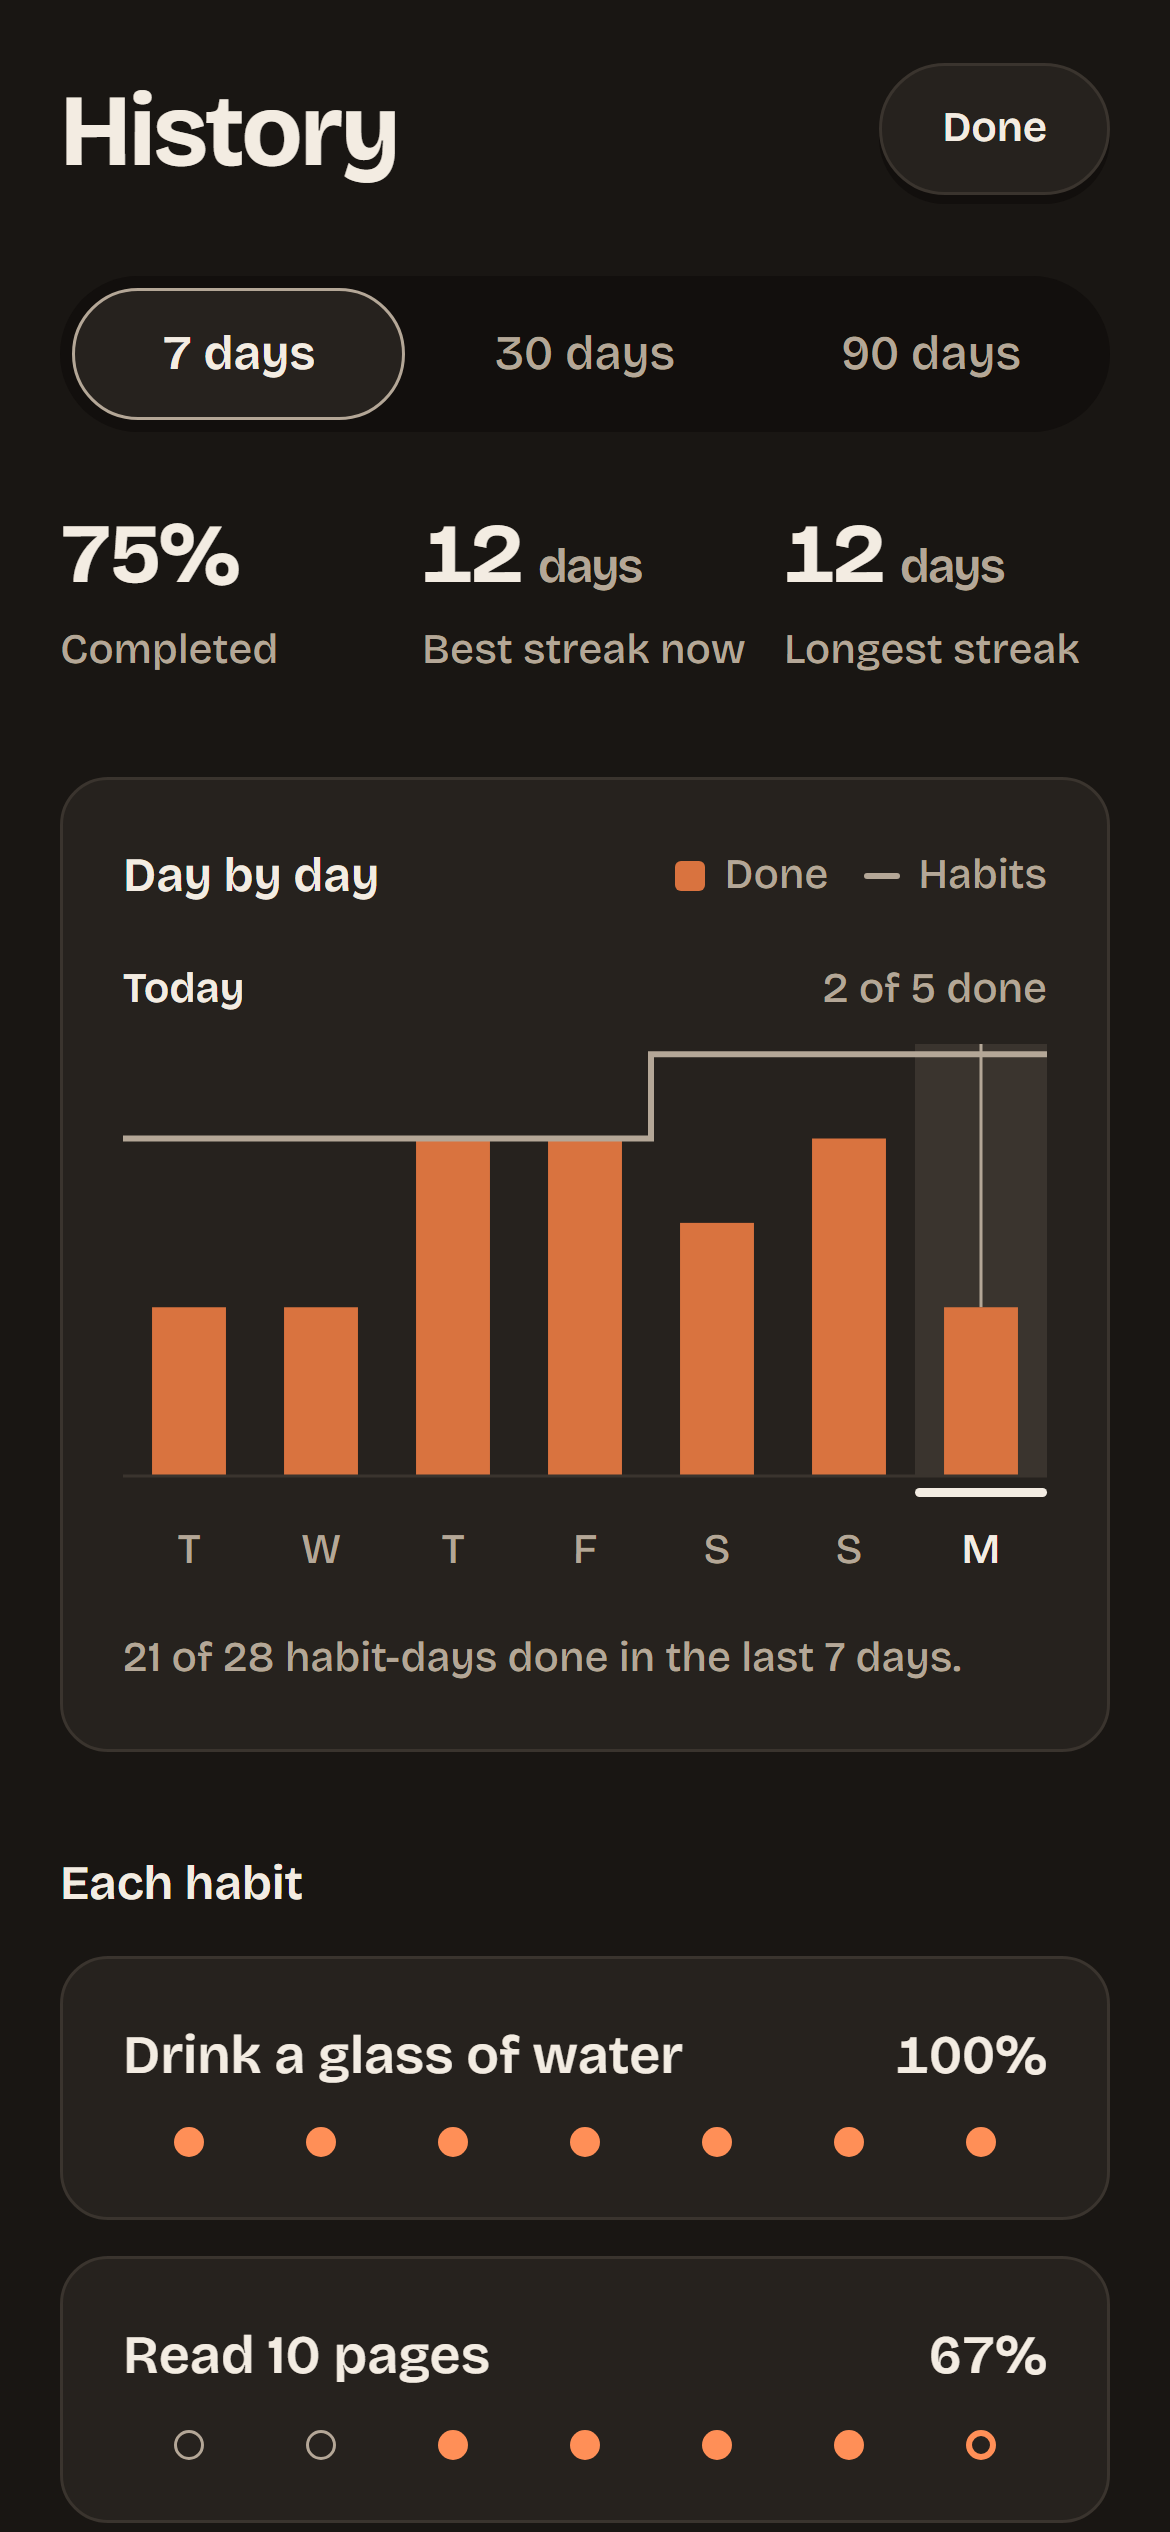 History
Done
7 days 30 days 90 days
75% 12 days 12 days
Completed Best streak now Longest streak
Day by day Done Habits
Today 2 of 5 done
T W T F S S M
21 of 28 habit-days done in the last 7 days.
Each habit
Drink a glass of water 100%
Read 10 pages 67%